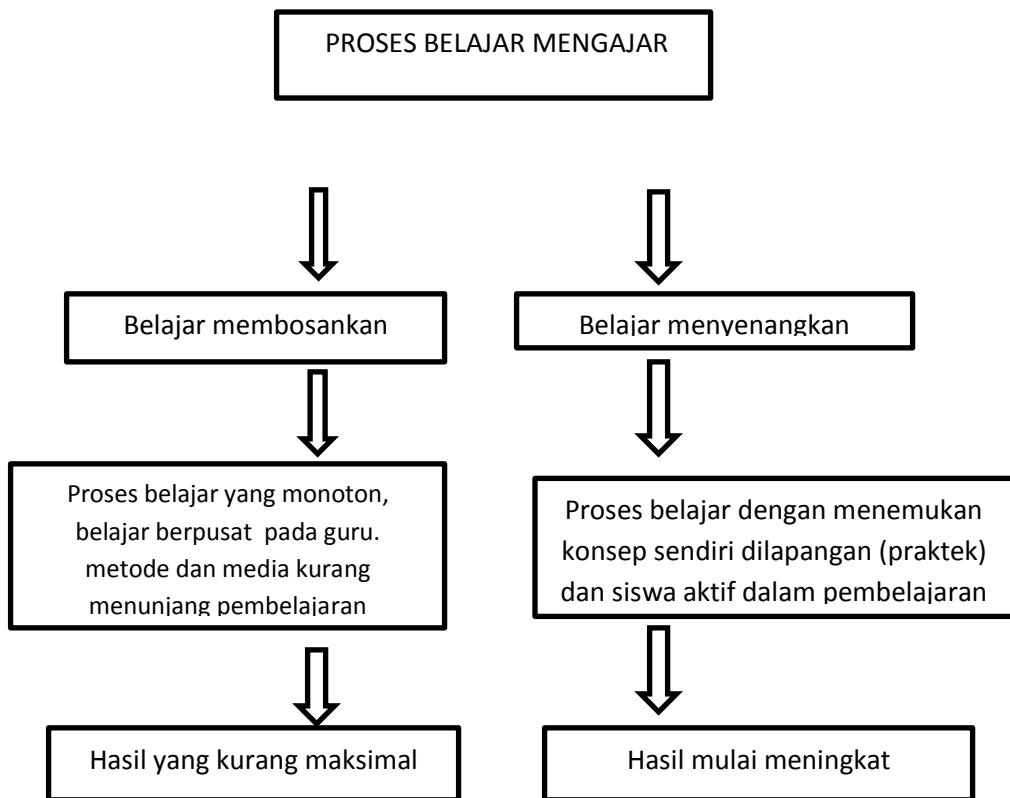 PROSES BELAJAR MENGAJAR
Belajar membosankan
Belajar menyenangkan
Proses belajar yang monoton,
belajar berpusat pada guru.
metode dan media kurang
menunjang pembelajaran
Proses belajar dengan menemukan
konsep sendiri dilapangan (praktek)
dan siswa aktif dalam pembelajaran
Hasil yang kurang maksimal
Hasil mulai meningkat